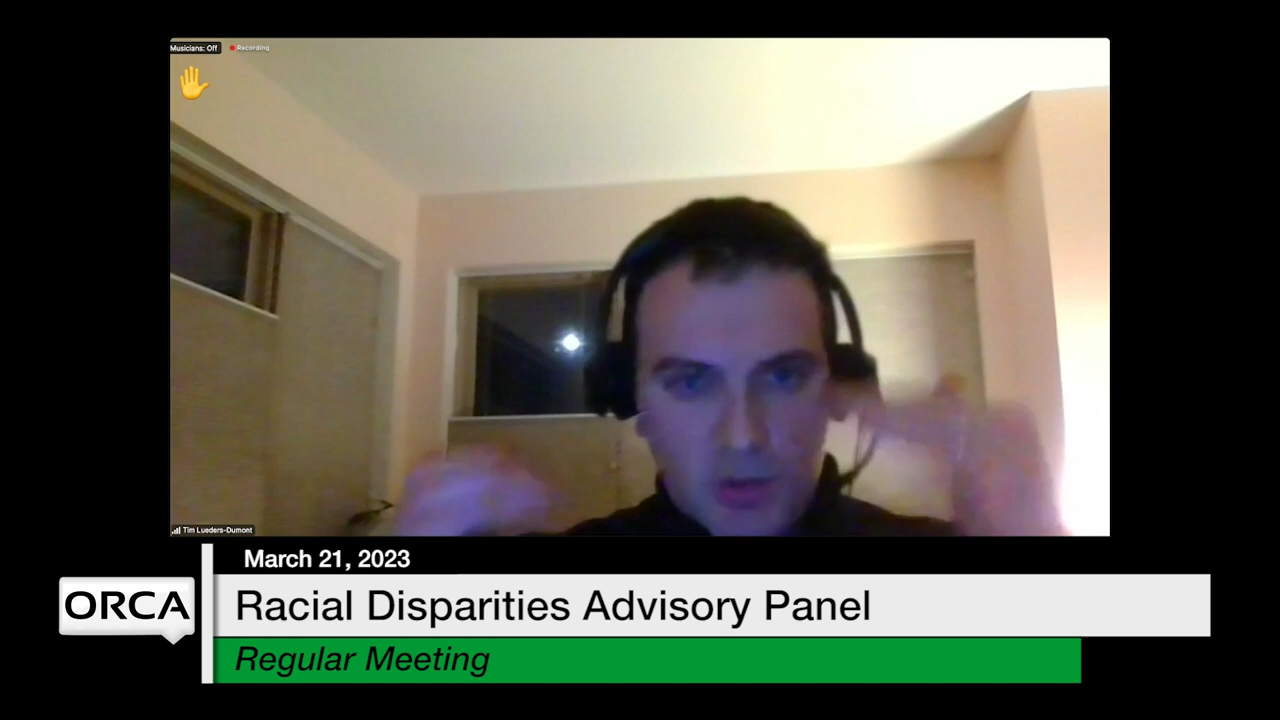 Musicians: Off
Recording
Tim Lueders-Dumont
March 21, 2023
ORCA
Racial Disparities Advisory Panel
Regular Meeting